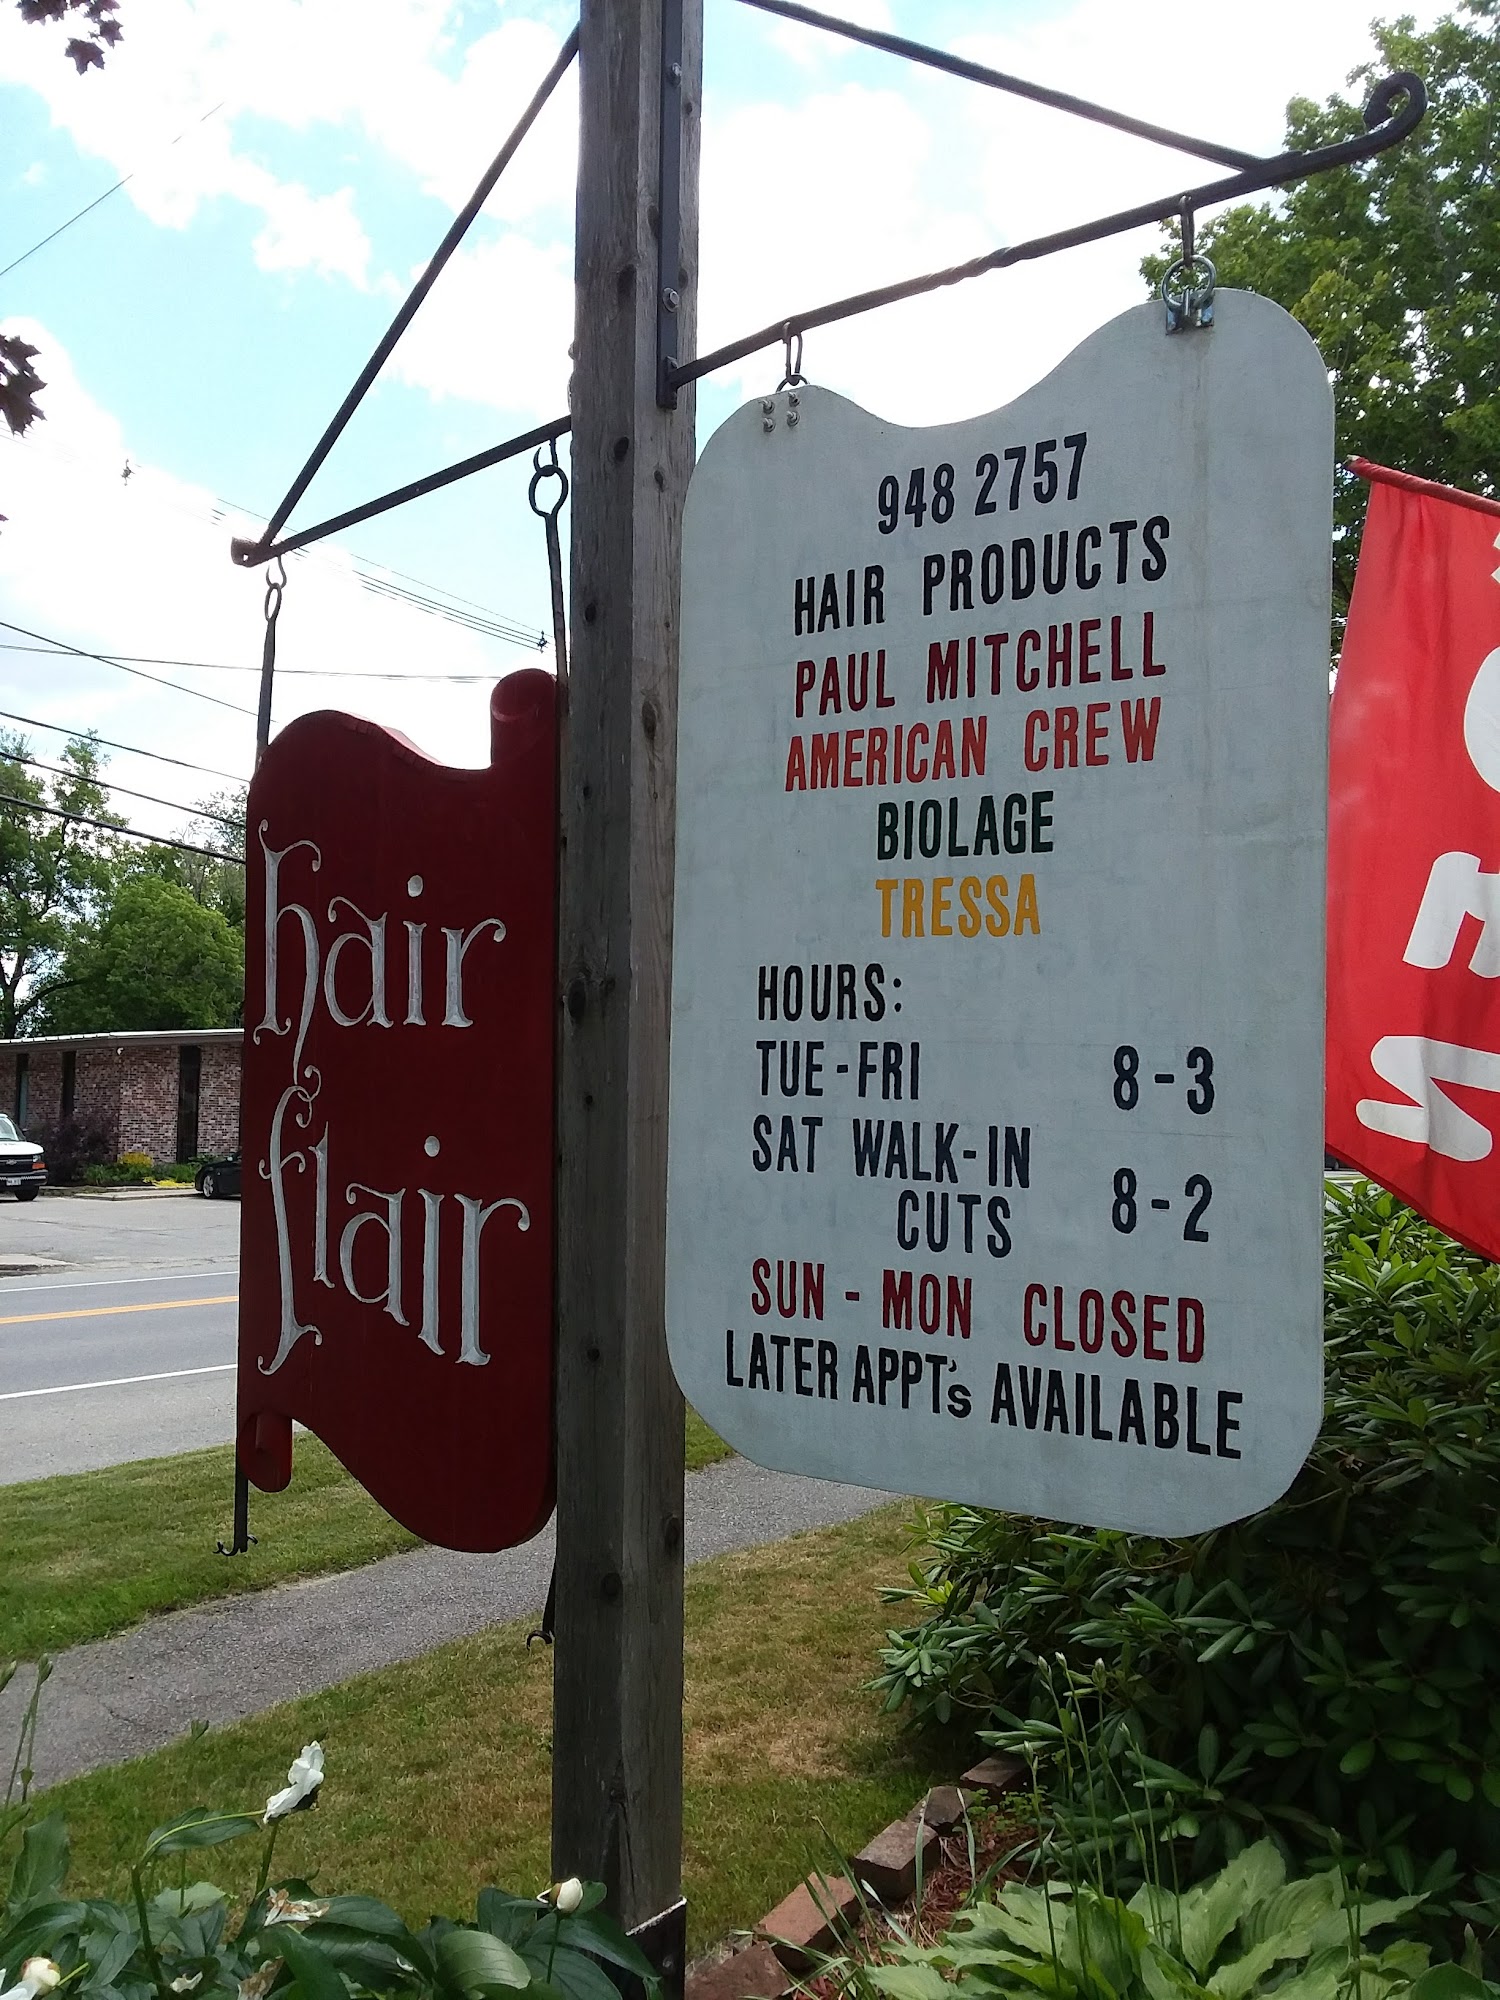 hair
flair
948 2757
HAIR PRODUCTS
PAUL MITCHELL
AMERICAN CREW
BIOLAGE
TRESSA
HOURS:
TUE-FRI 8-3
SAT WALK-IN
CUTS 8-2
SUN - MON CLOSED
LATER APPT's AVAILABLE